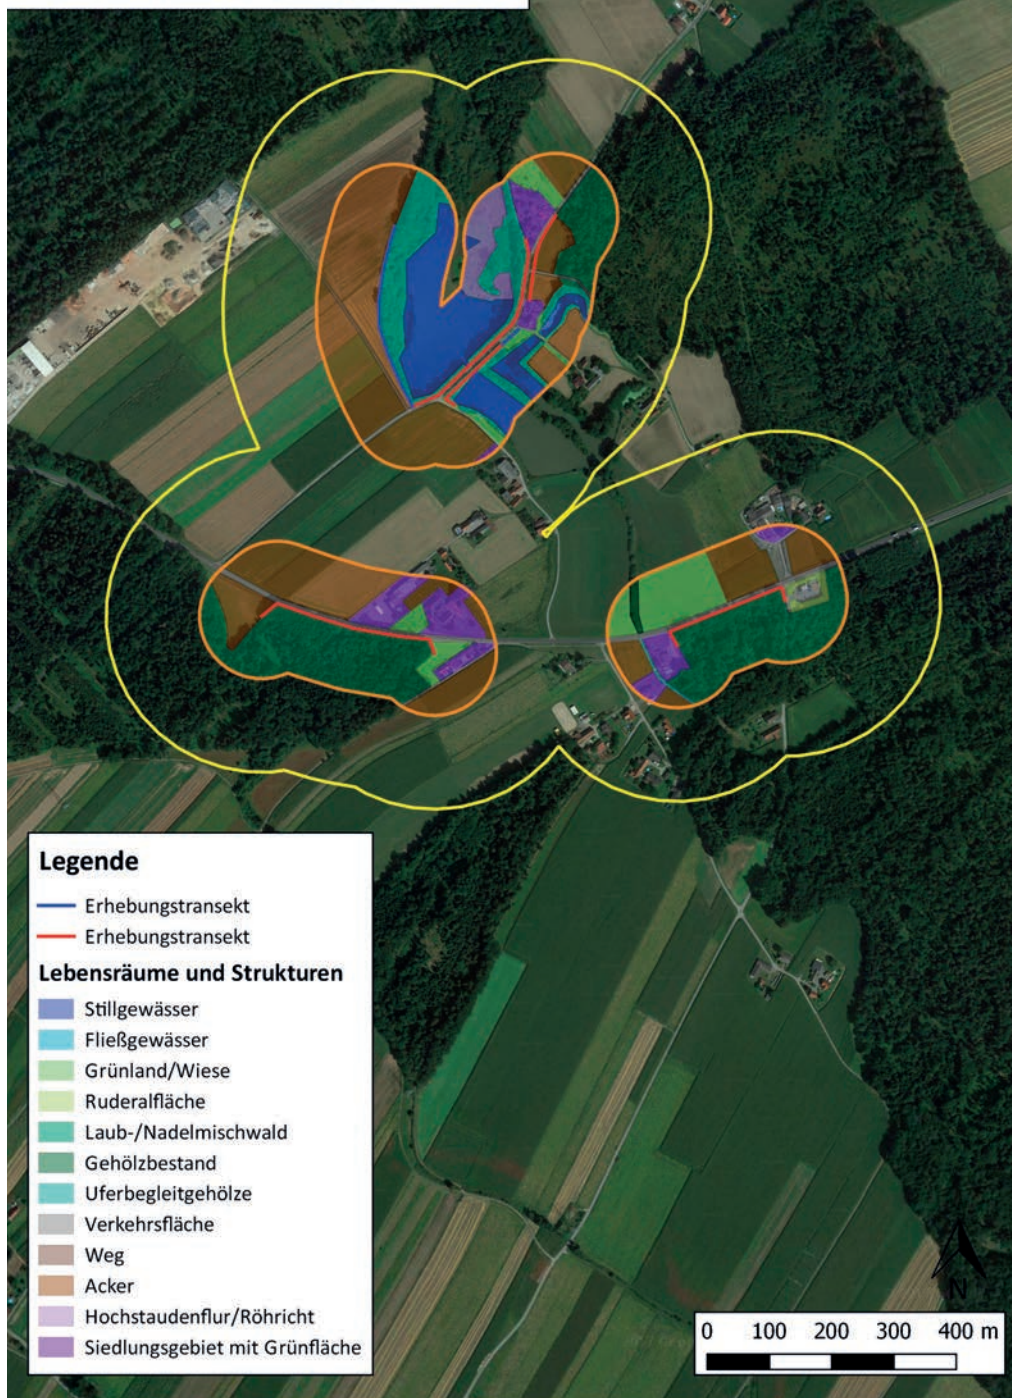 Legende
Erhebungstransekt
Erhebungstransekt
Lebensräume und Strukturen
Stillgewässer
Fließgewässer
Grünland/Wiese
Ruderalfläche
Laub-/Nadelmischwald
Gehölzbestand
Uferbegleitgehölze
Verkehrsfläche
Weg
Acker
Hochstaudenflur/Röhricht
Siedlungsgebiet mit Grünfläche
N
0 100 200 300 400 m